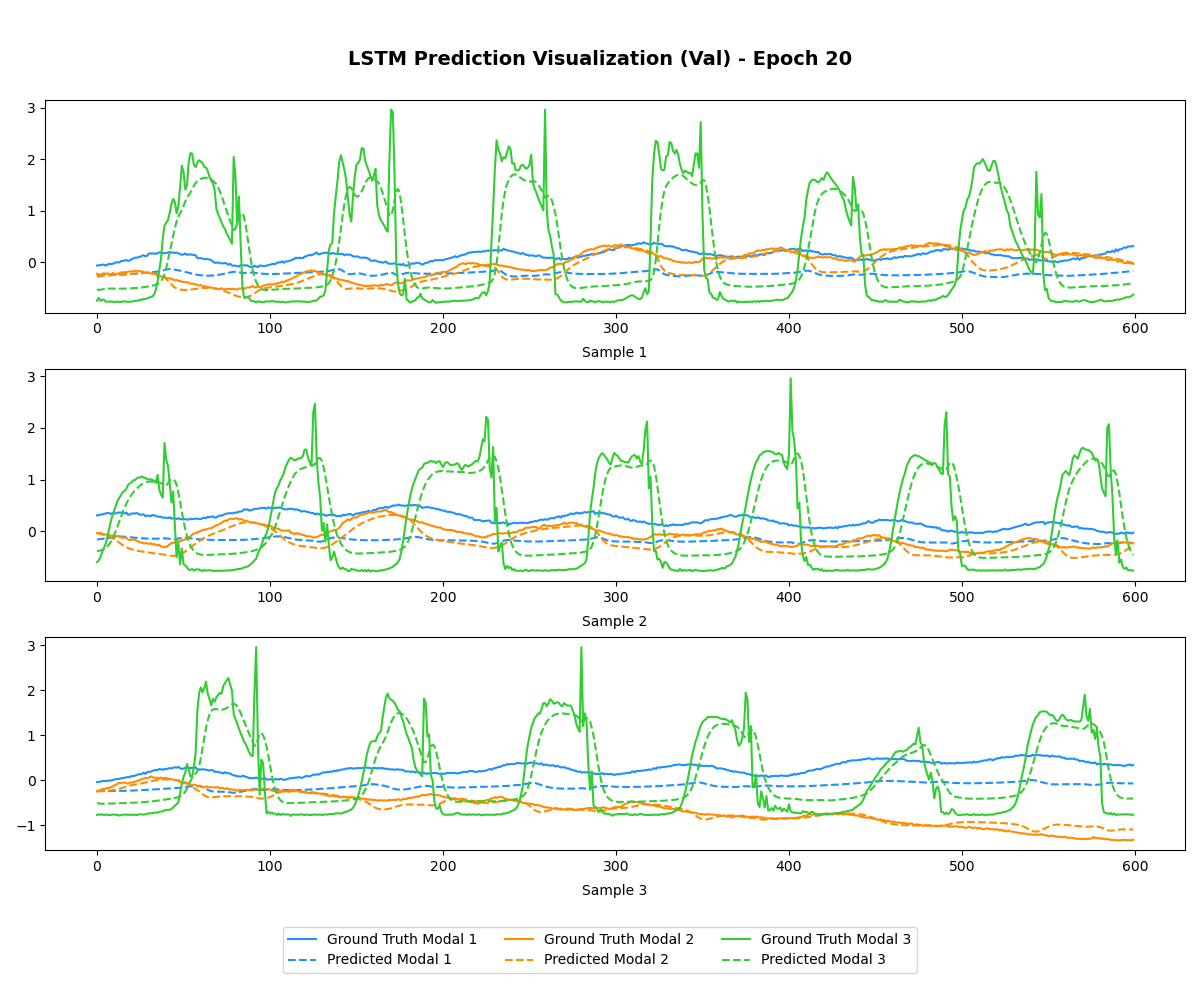 LSTM Prediction Visualization (Val) - Epoch 20
3
2
1
0
0 100 200 300 400 500 600
Sample 1
3
2
1
0
0 100 200 300 400 500 600
Sample 2
3
2
1
0
−1
0 100 200 300 400 500 600
Sample 3
Ground Truth Modal 1 Ground Truth Modal 2 Ground Truth Modal 3
Predicted Modal 1 Predicted Modal 2 Predicted Modal 3